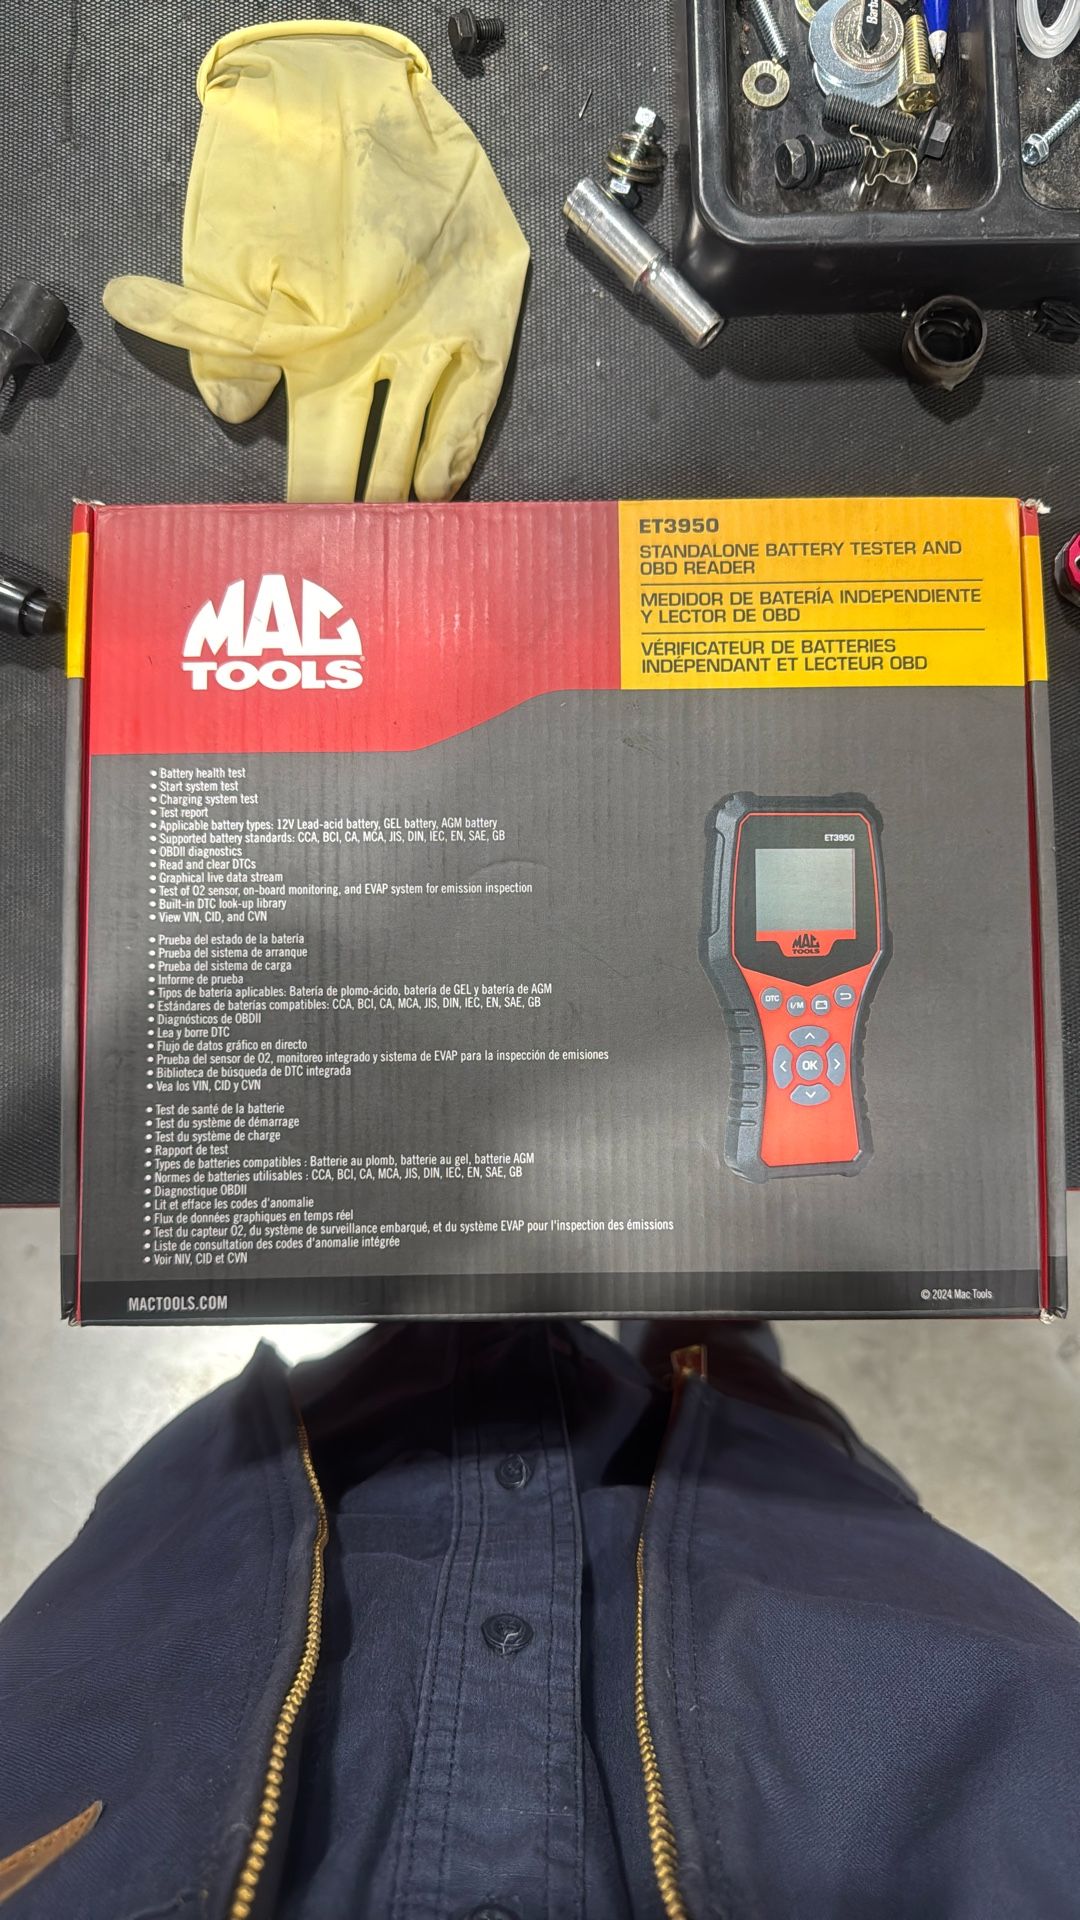 Barba
ET3950
STANDALONE BATTERY TESTER AND
OBD READER
MEDIDOR DE BATERÍA INDEPENDIENTE
Y LECTOR DE OBD
VÉRIFICATEUR DE BATTERIES
INDÉPENDANT ET LECTEUR OBD
MAC
TOOLS
• Battery health test
• Start system test
• Charging system test
• Test report
• Applicable battery types: 12V Lead-acid battery, GEL battery, AGM battery
• Supported battery standards: CCA, BCI, CA, MCA, JIS, DIN, IEC, EN, SAE, GB
• OBDII diagnostics
• Read and clear DTCs
• Graphical live data stream
• Test of O2 sensor, on-board monitoring, and EVAP system for emission inspection
• Built-in DTC look-up library
• View VIN, CID, and CVN
• Prueba del estado de la batería
• Prueba del sistema de arranque
• Prueba del sistema de carga
• Informe de prueba
• Tipos de batería aplicables: Batería de plomo-ácido, batería de GEL y batería de AGM
• Estándares de baterías compatibles: CCA, BCI, CA, MCA, JIS, DIN, IEC, EN, SAE, GB
• Diagnósticos de OBDII
• Lea y borre DTC
• Flujo de datos gráfico en directo
• Prueba del sensor de O2, monitoreo integrado y sistema de EVAP para la inspección de emisiones
• Biblioteca de búsqueda de DTC integrada
• Vea los VIN, CID y CVN
• Test de santé de la batterie
• Test du système de démarrage
• Test du système de charge
• Rapport de test
• Types de batteries compatibles : Batterie au plomb, batterie au gel, batterie AGM
• Normes de batteries utilisables : CCA, BCI, CA, MCA, JIS, DIN, IEC, EN, SAE, GB
• Diagnostique OBDII
• Lit et efface les codes d'anomalie
• Flux de données graphiques en temps réel
• Test du capteur O2, du système de surveillance embarqué, et du système EVAP pour l'inspection des émissions
• Liste de consultation des codes d'anomalie intégrée
• Voir NIV, CID et CVN
ET3950
MAC
TOOLS
DTC
I/M
OK
MACTOOLS.COM
© 2024 Mac Tools